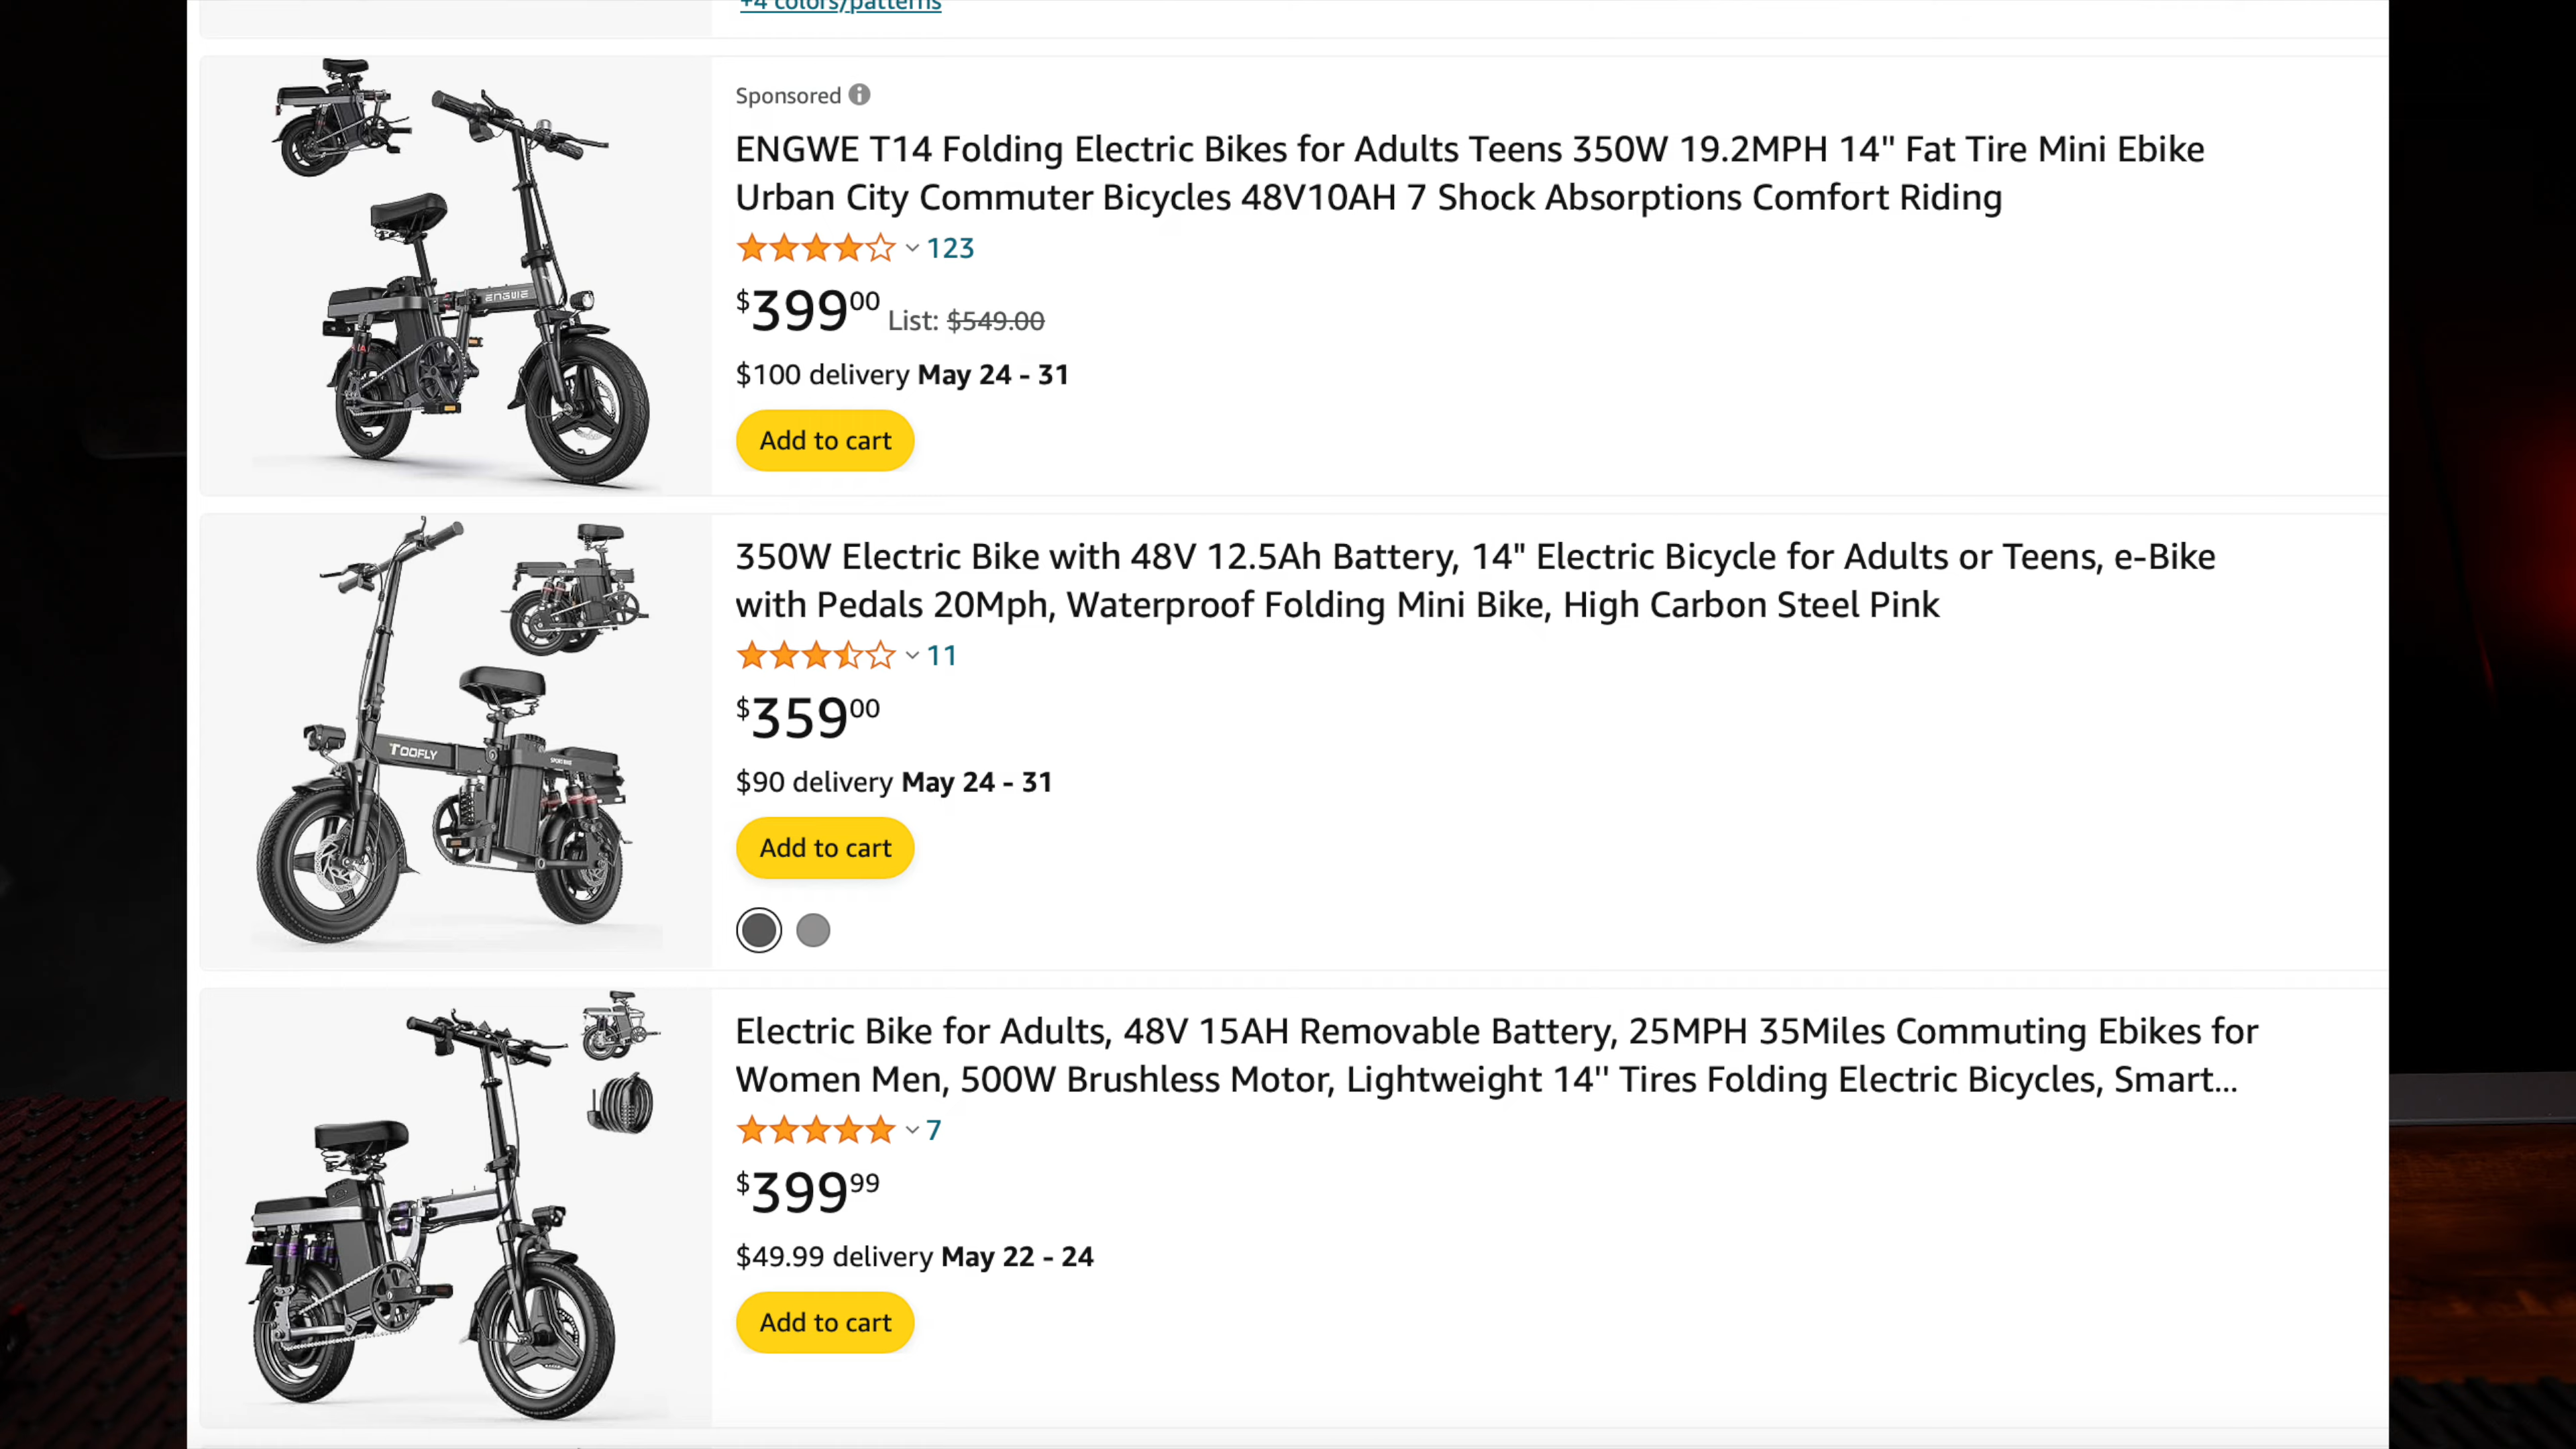 +4 colors/patterns
Sponsored
ENGWE T14 Folding Electric Bikes for Adults Teens 350W 19.2MPH 14" Fat Tire Mini Ebike
Urban City Commuter Bicycles 48V10AH 7 Shock Absorptions Comfort Riding
123
$399.00 List: $549.00
$100 delivery May 24 - 31
Add to cart
ENGWE
350W Electric Bike with 48V 12.5Ah Battery, 14" Electric Bicycle for Adults or Teens, e-Bike
with Pedals 20Mph, Waterproof Folding Mini Bike, High Carbon Steel Pink
11
$359.00
$90 delivery May 24 - 31
Add to cart
TOOFLY
SPORT BIKE
Electric Bike for Adults, 48V 15AH Removable Battery, 25MPH 35Miles Commuting Ebikes for
Women Men, 500W Brushless Motor, Lightweight 14'' Tires Folding Electric Bicycles, Smart...
7
$399.99
$49.99 delivery May 22 - 24
Add to cart